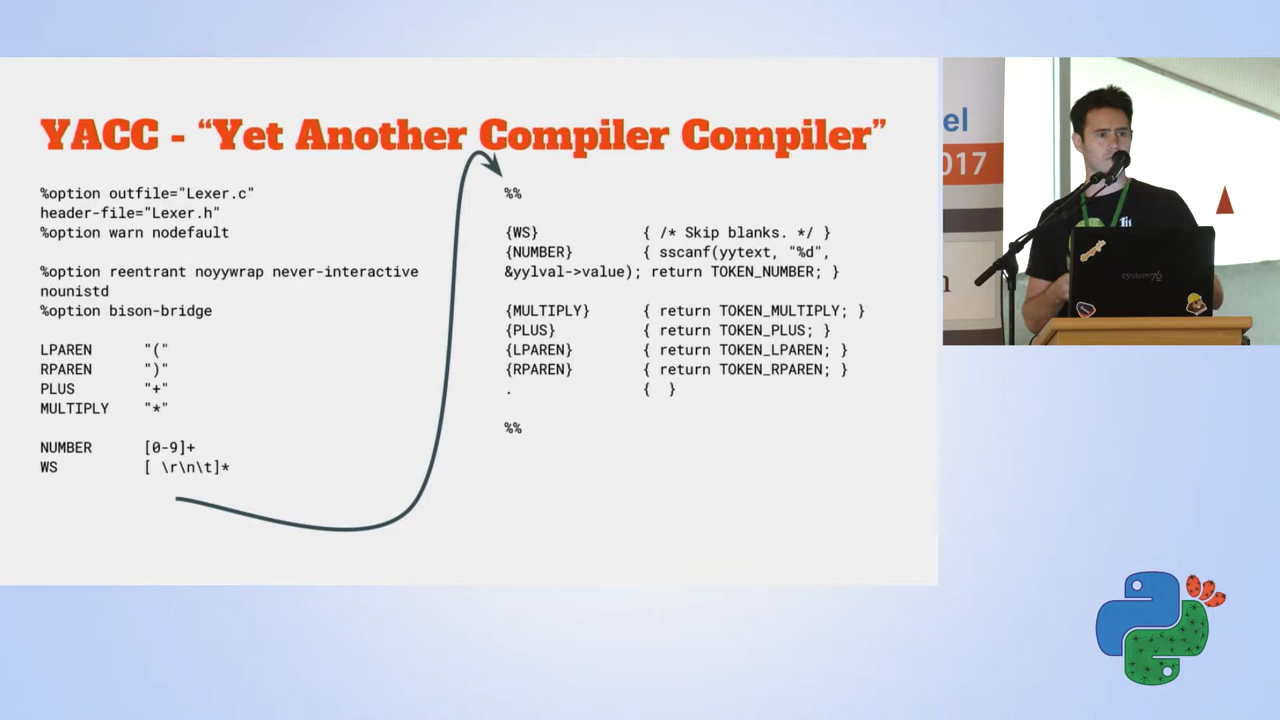 YACC - “Yet Another Compiler Compiler”
%option outfile="Lexer.c"
header-file="Lexer.h"
%option warn nodefault
%option reentrant noyywrap never-interactive
nounistd
%option bison-bridge
LPAREN "("
RPAREN ")"
PLUS "+"
MULTIPLY "*"
NUMBER [0-9]+
WS [ \r\n\t]*
%%
{WS} { /* Skip blanks. */ }
{NUMBER} { sscanf(yytext, "%d",
&yylval->value); return TOKEN_NUMBER; }
{MULTIPLY} { return TOKEN_MULTIPLY; }
{PLUS} { return TOKEN_PLUS; }
{LPAREN} { return TOKEN_LPAREN; }
{RPAREN} { return TOKEN_RPAREN; }
. { }
%%
el
017